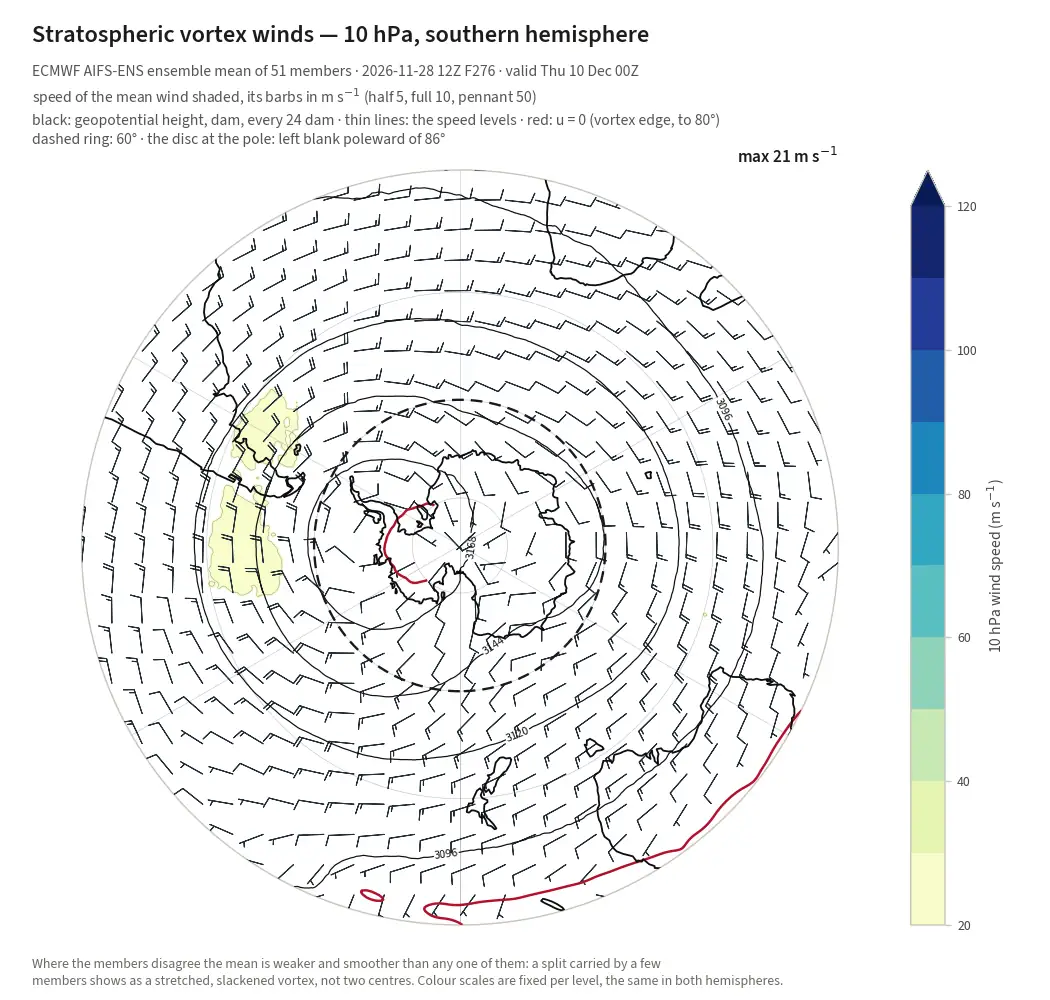 Stratospheric vortex winds — 10 hPa, southern hemisphere
ECMWF AIFS-ENS ensemble mean of 51 members · 2026-11-28 12Z F276 · valid Thu 10 Dec 00Z
speed of the mean wind shaded, its barbs in m s⁻¹ (half 5, full 10, pennant 50)
black: geopotential height, dam, every 24 dam · thin lines: the speed levels · red: u = 0 (vortex edge, to 80°)
dashed ring: 60° · the disc at the pole: left blank poleward of 86°
max 21 m s⁻¹
120
100
80
60
40
20
10 hPa wind speed (m s⁻¹)
3096
3168
3144
3120
3096
Where the members disagree the mean is weaker and smoother than any one of them: a split carried by a few
members shows as a stretched, slackened vortex, not two centres. Colour scales are fixed per level, the same in both hemispheres.